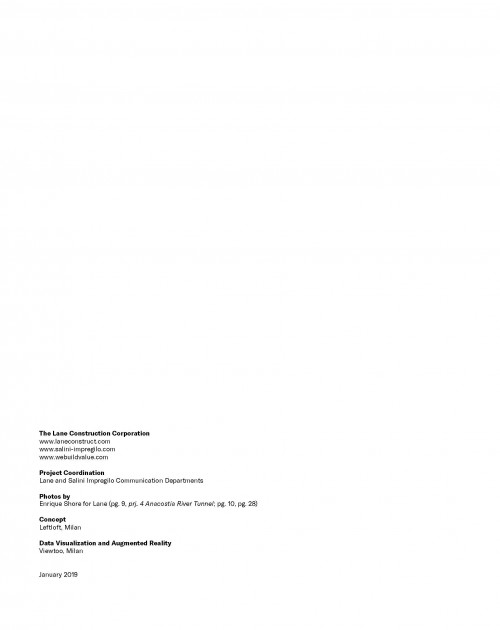 The Lane Construction Corporation
www.laneconstruct.com
www.salini-impregilo.com
www.webuildvalue.com
Project Coordination
Lane and Salini Impregilo Communication Departments
Photos by
Enrique Shore for Lane (pg. 9, prj. 4 Anacostia River Tunnel; pg. 10, pg. 28)
Concept
Leftloft, Milan
Data Visualization and Augmented Reality
Viewtoo, Milan
January 2019